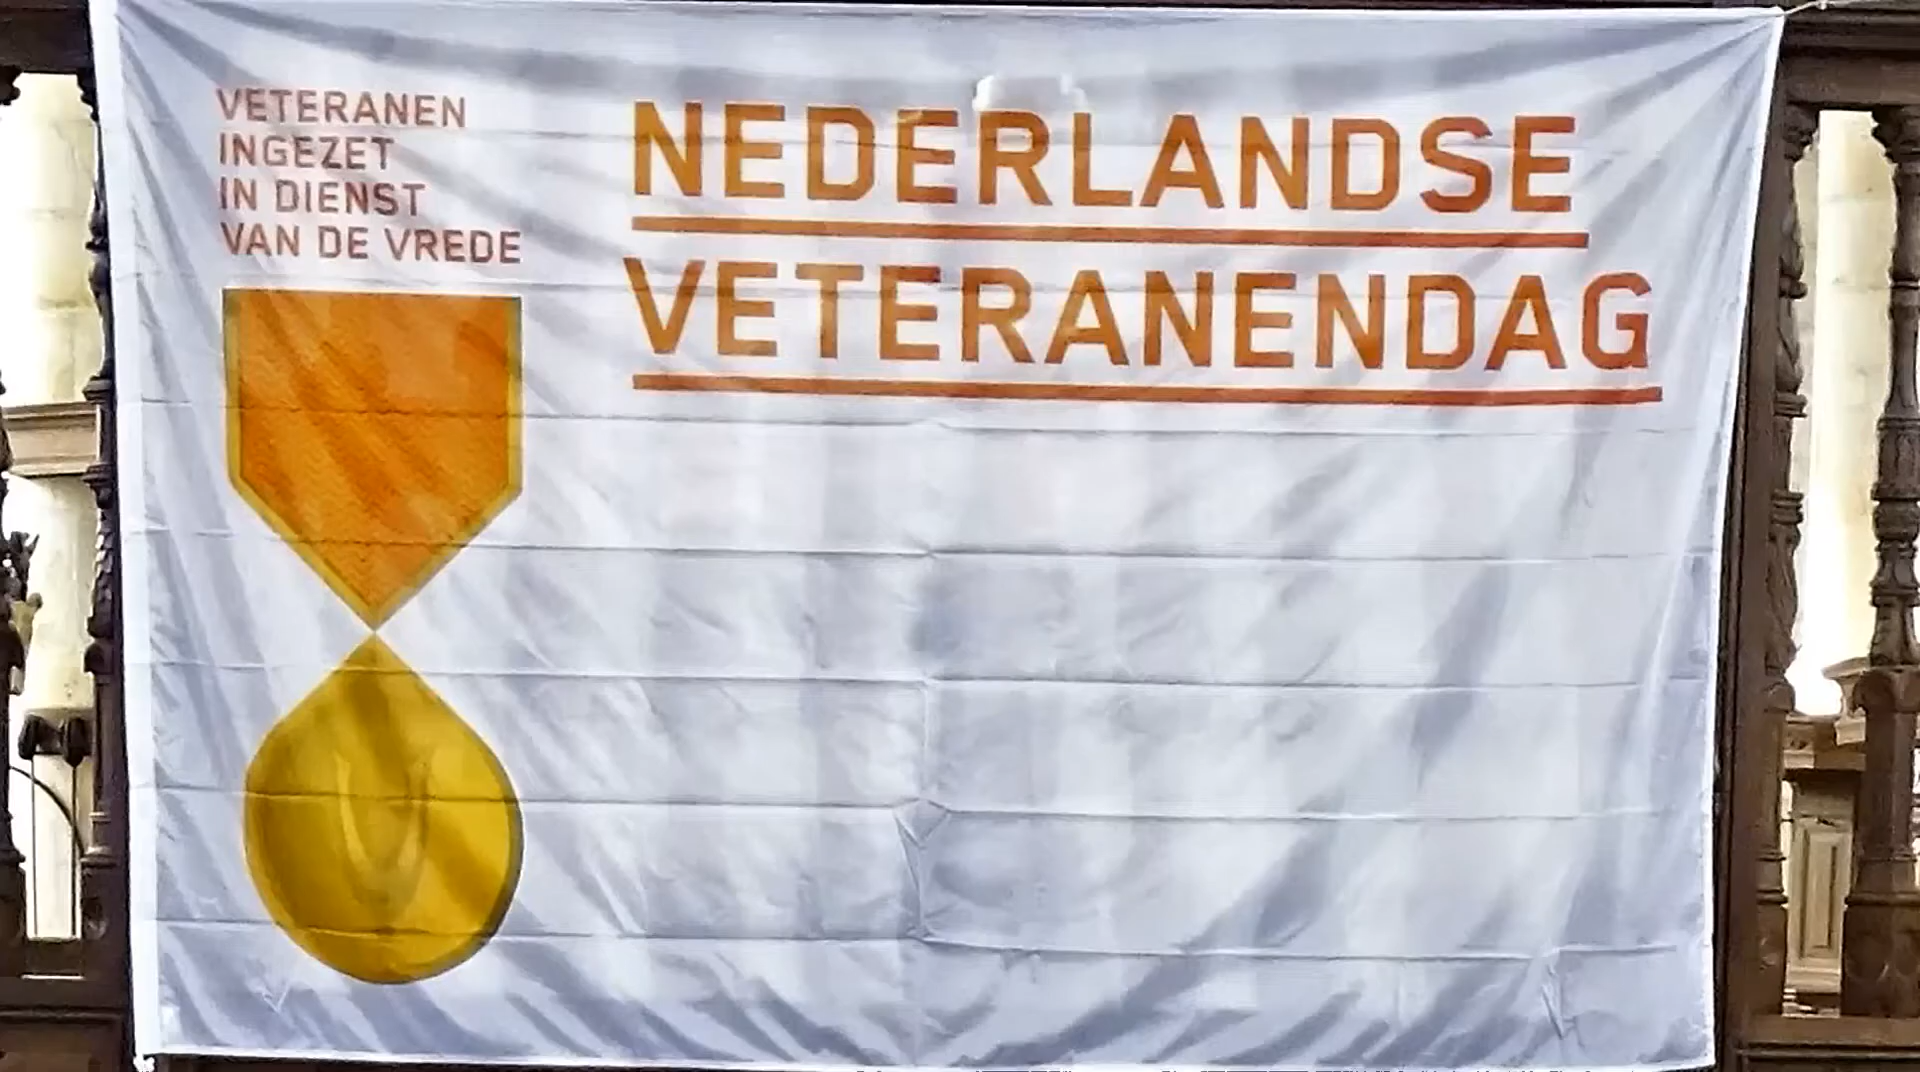 VETERANEN
INGEZET
IN DIENST
VAN DE VREDE
NEDERLANDSE
VETERANENDAG